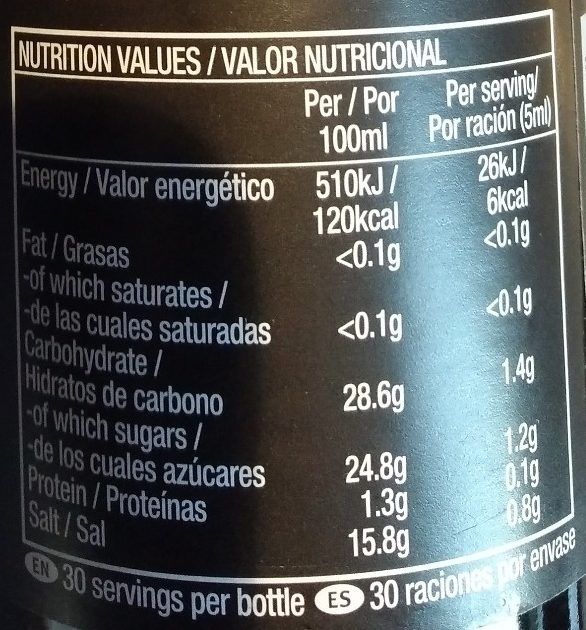 NUTRITION VALUES / VALOR NUTRICIONAL
Per / Por Per serving/
100ml Por ración (5ml)
Energy / Valor energético 510kJ / 26kJ /
120kcal 6kcal
Fat / Grasas <0.1g <0.1g
-of which saturates /
-de las cuales saturadas <0.1g <0.1g
Carbohydrate /
Hidratos de carbono 28.6g 1.4g
-of which sugars /
-de los cuales azúcares 24.8g 1.2g
Protein / Proteínas 1.3g 0.1g
Salt / Sal 15.8g 0.8g
EN 30 servings per bottle ES 30 raciones por envase